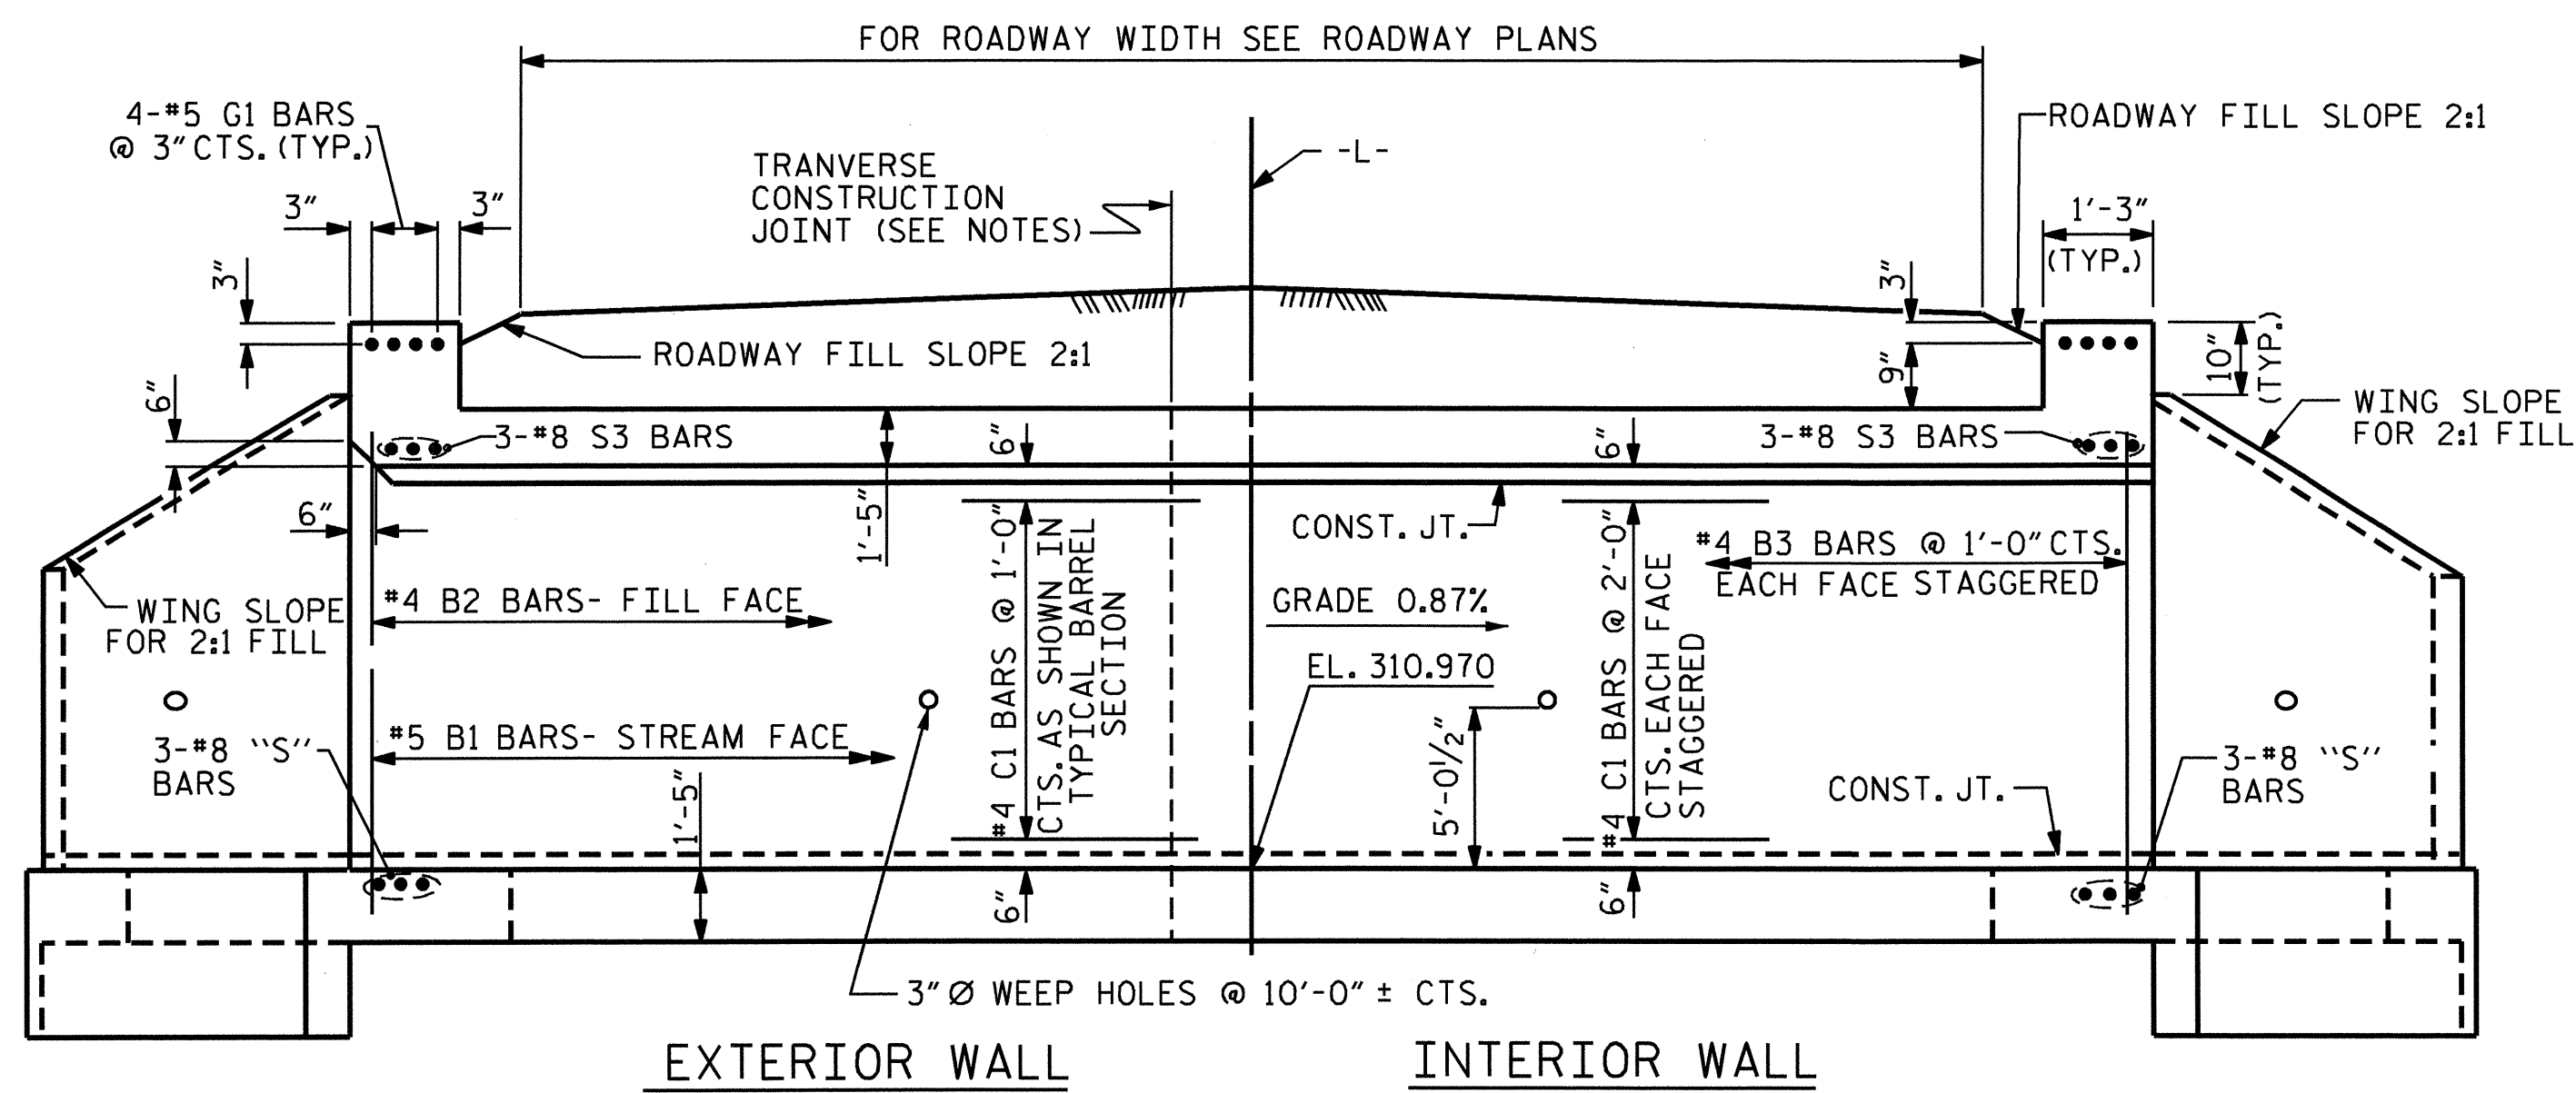 FOR ROADWAY WIDTH SEE ROADWAY PLANS
4-#5 G1 BARS
@ 3" CTS. (TYP.)
ROADWAY FILL SLOPE 2:1
TRANVERSE
CONSTRUCTION
JOINT (SEE NOTES)
-L-
3"
3"
1'-3"
(TYP.)
3"
3"
ROADWAY FILL SLOPE 2:1
9"
10"
(TYP.)
6"
WING SLOPE
FOR 2:1 FILL
3-#8 S3 BARS
6"
6"
3-#8 S3 BARS
6"
1'-5"
CONST. JT.
#4 B3 BARS @ 1'-0" CTS.
EACH FACE STAGGERED
WING SLOPE
FOR 2:1 FILL
#4 B2 BARS- FILL FACE
#4 C1 BARS @ 1'-0"
CTS. AS SHOWN IN
TYPICAL BARREL
SECTION
GRADE 0.87%
EL. 310.970
#4 C1 BARS @ 2'-0"
CTS. EACH FACE
STAGGERED
#5 B1 BARS- STREAM FACE
3-#8 "S"
BARS
1'-5"
5'-0½"
CONST. JT.
3-#8 "S"
BARS
6"
6"
3" Ø WEEP HOLES @ 10'-0" ± CTS.
EXTERIOR WALL
INTERIOR WALL